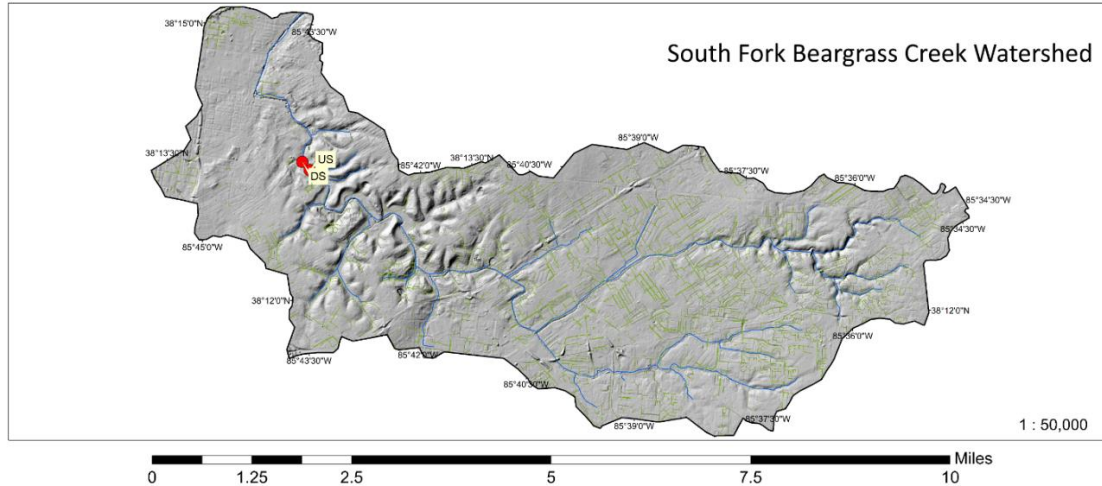 38°15'0"N
85°43'30"W
South Fork Beargrass Creek Watershed
85°39'0"W
38°13'30"N
US
DS
85°42'0"W
38°13'30"N
85°40'30"W
85°37'30"W
85°36'0"W
85°34'30"W
85°34'30"W
85°45'0"W
38°12'0"N
38°12'0"N
85°36'0"W
85°43'30"W
85°42'0"W
85°40'30"W
85°37'30"W
85°39'0"W
1 : 50,000
Miles
0 1.25 2.5 5 7.5 10